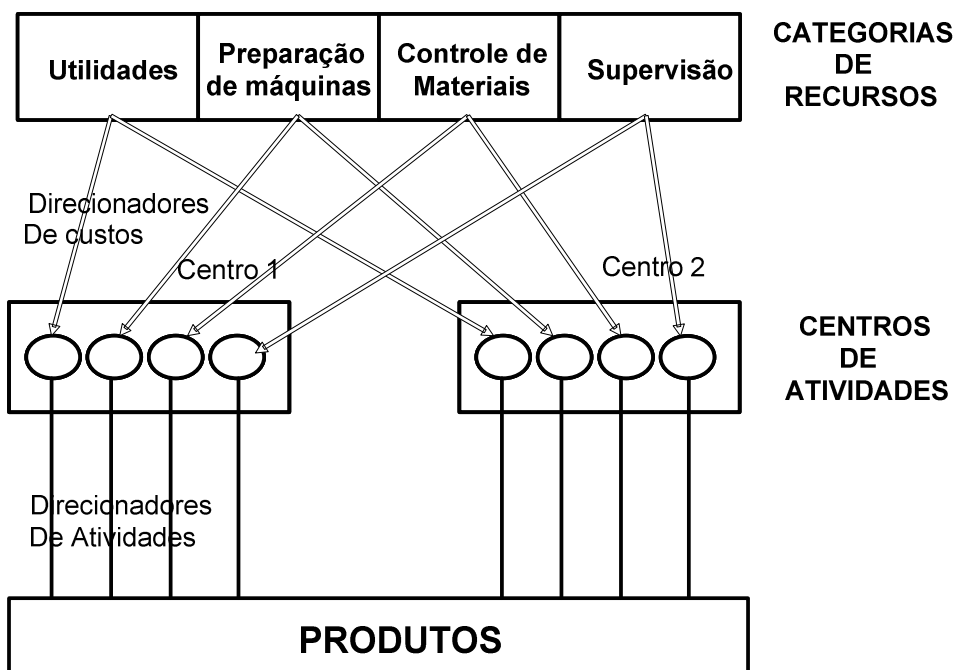 Utilidades
Preparação
de máquinas
Controle de
Materiais
Supervisão
CATEGORIAS
DE
RECURSOS
Direcionadores
De custos
Centro 1
Centro 2
CENTROS
DE
ATIVIDADES
Direcionadores
De Atividades
PRODUTOS